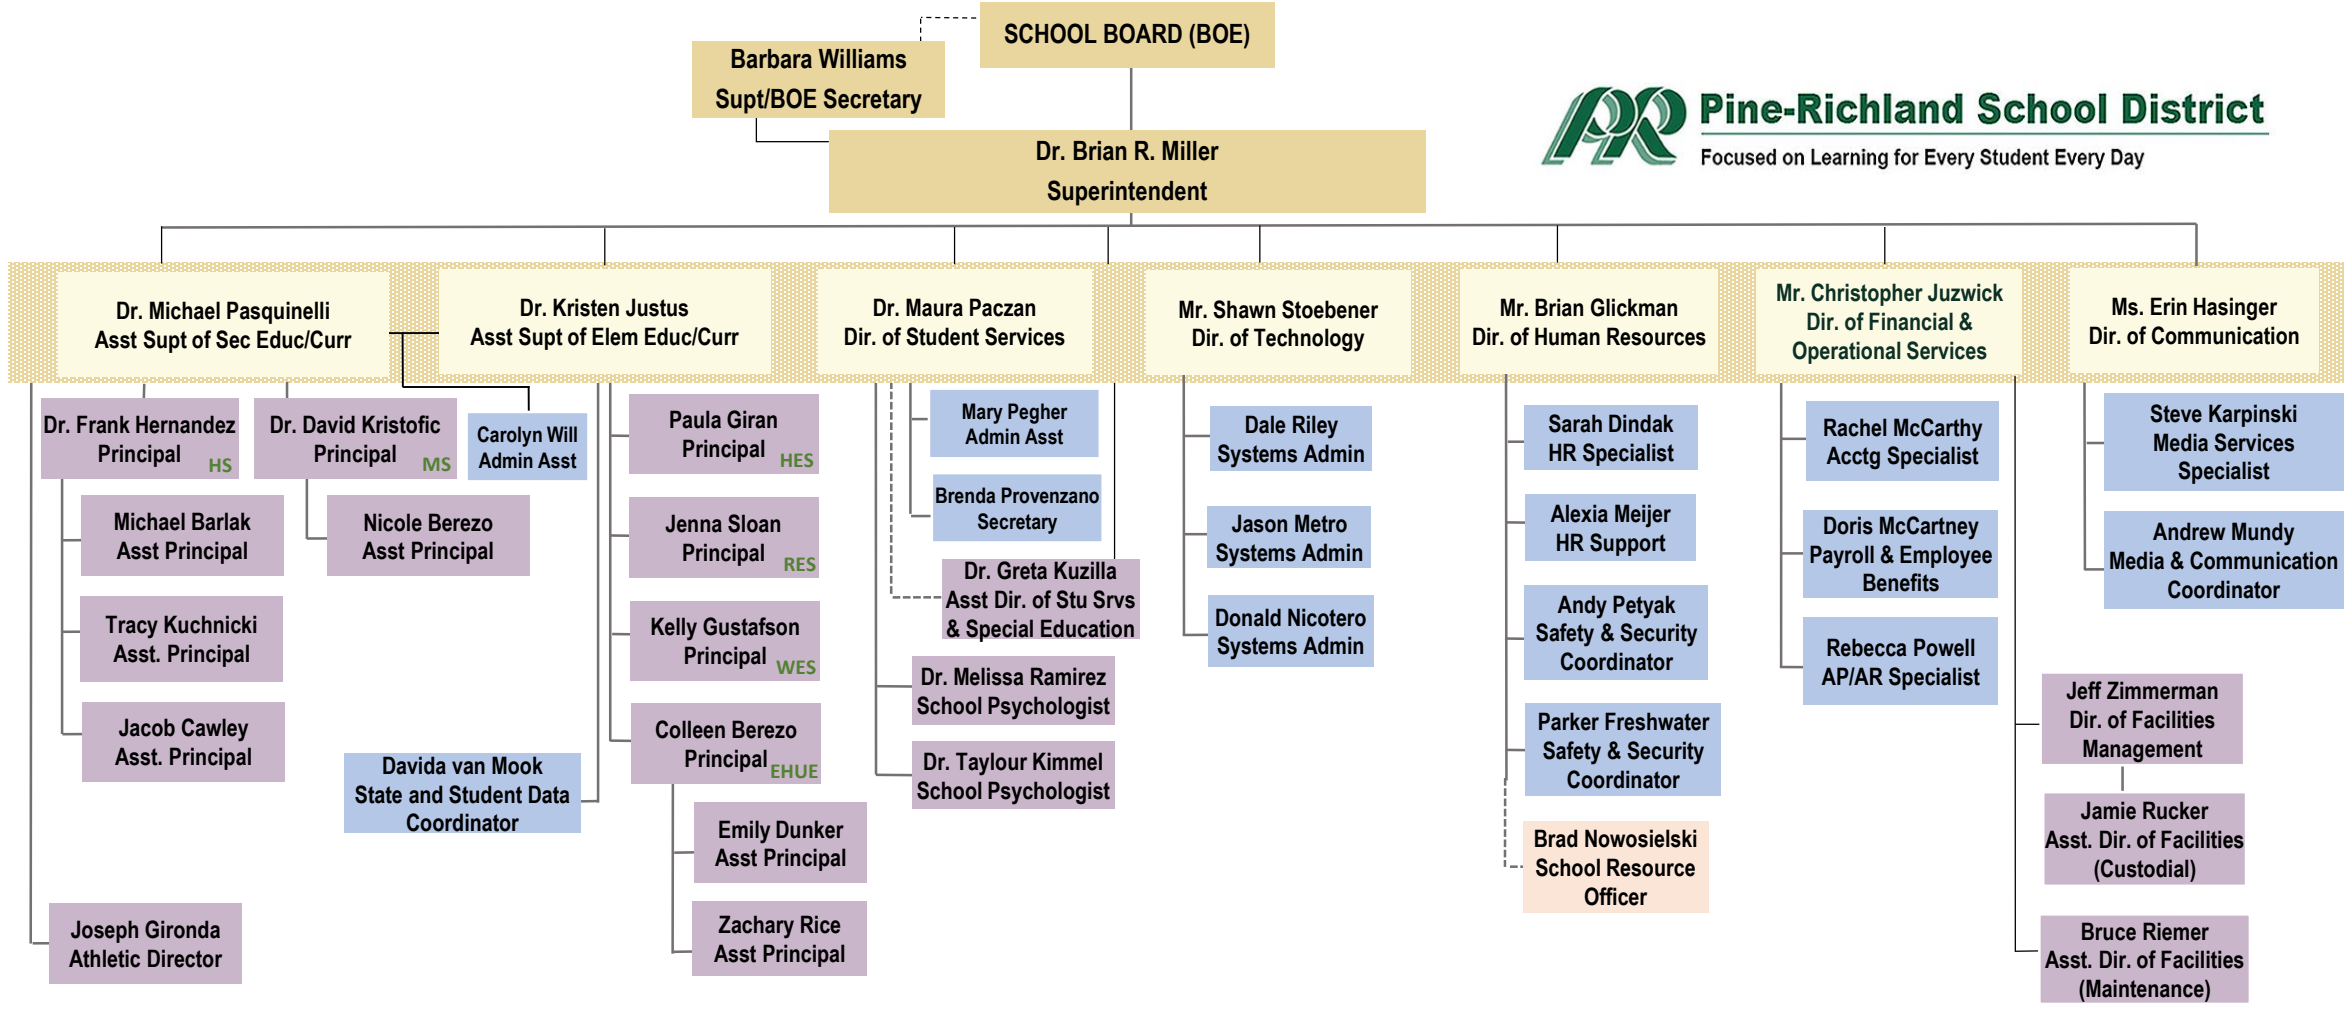 SCHOOL BOARD (BOE)
Barbara Williams
Supt/BOE Secretary
Dr. Brian R. Miller
Superintendent
PR
Pine-Richland School District
Focused on Learning for Every Student Every Day
Dr. Michael Pasquinelli
Asst Supt of Sec Educ/Curr
Dr. Kristen Justus
Asst Supt of Elem Educ/Curr
Dr. Maura Paczan
Dir. of Student Services
Mr. Shawn Stoebener
Dir. of Technology
Mr. Brian Glickman
Dir. of Human Resources
Mr. Christopher Juzwick
Dir. of Financial &
Operational Services
Ms. Erin Hasinger
Dir. of Communication
Dr. Frank Hernandez
Principal HS
Michael Barlak
Asst Principal
Tracy Kuchnicki
Asst. Principal
Jacob Cawley
Asst. Principal
Joseph Gironda
Athletic Director
Dr. David Kristofic
Principal MS
Nicole Berezo
Asst Principal
Carolyn Will
Admin Asst
Davida van Mook
State and Student Data
Coordinator
Paula Giran
Principal HES
Jenna Sloan
Principal RES
Kelly Gustafson
Principal WES
Colleen Berezo
Principal EHUE
Emily Dunker
Asst Principal
Zachary Rice
Asst Principal
Mary Pegher
Admin Asst
Brenda Provenzano
Secretary
Dr. Greta Kuzilla
Asst Dir. of Stu Srvs
& Special Education
Dr. Melissa Ramirez
School Psychologist
Dr. Taylour Kimmel
School Psychologist
Dale Riley
Systems Admin
Jason Metro
Systems Admin
Donald Nicotero
Systems Admin
Sarah Dindak
HR Specialist
Alexia Meijer
HR Support
Andy Petyak
Safety & Security
Coordinator
Parker Freshwater
Safety & Security
Coordinator
Brad Nowosielski
School Resource
Officer
Rachel McCarthy
Acctg Specialist
Doris McCartney
Payroll & Employee
Benefits
Rebecca Powell
AP/AR Specialist
Jeff Zimmerman
Dir. of Facilities
Management
Jamie Rucker
Asst. Dir. of Facilities
(Custodial)
Bruce Riemer
Asst. Dir. of Facilities
(Maintenance)
Steve Karpinski
Media Services
Specialist
Andrew Mundy
Media & Communication
Coordinator